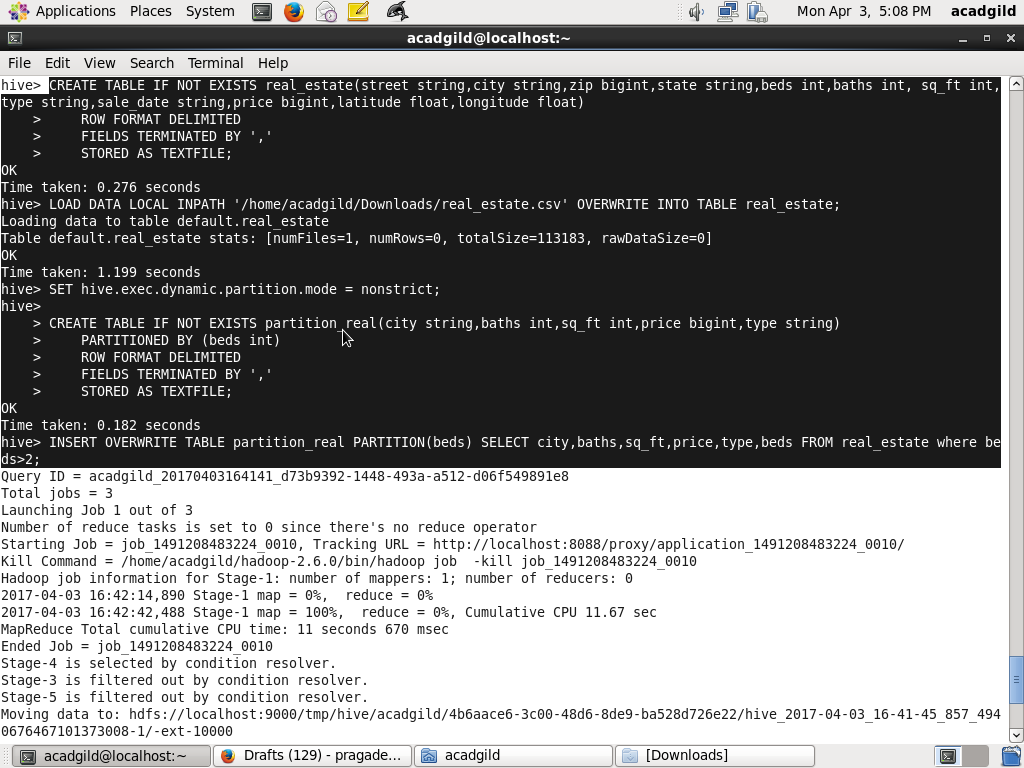 Applications Places System Mon Apr 3, 5:08 PM acadgild
acadgild@localhost:~
File Edit View Search Terminal Help
hive> CREATE TABLE IF NOT EXISTS real_estate(street string,city string,zip bigint,state string,beds int,baths int, sq_ft int,
type string,sale_date string,price bigint,latitude float,longitude float)
    >     ROW FORMAT DELIMITED
    >     FIELDS TERMINATED BY ','
    >     STORED AS TEXTFILE;
OK
Time taken: 0.276 seconds
hive> LOAD DATA LOCAL INPATH '/home/acadgild/Downloads/real_estate.csv' OVERWRITE INTO TABLE real_estate;
Loading data to table default.real_estate
Table default.real_estate stats: [numFiles=1, numRows=0, totalSize=113183, rawDataSize=0]
OK
Time taken: 1.199 seconds
hive> SET hive.exec.dynamic.partition.mode = nonstrict;
hive>
    > CREATE TABLE IF NOT EXISTS partition_real(city string,baths int,sq_ft int,price bigint,type string)
    >     PARTITIONED BY (beds int)
    >     ROW FORMAT DELIMITED
    >     FIELDS TERMINATED BY ','
    >     STORED AS TEXTFILE;
OK
Time taken: 0.182 seconds
hive> INSERT OVERWRITE TABLE partition_real PARTITION(beds) SELECT city,baths,sq_ft,price,type,beds FROM real_estate where be
ds>2;
Query ID = acadgild_20170403164141_d73b9392-1448-493a-a512-d06f549891e8
Total jobs = 3
Launching Job 1 out of 3
Number of reduce tasks is set to 0 since there's no reduce operator
Starting Job = job_1491208483224_0010, Tracking URL = http://localhost:8088/proxy/application_1491208483224_0010/
Kill Command = /home/acadgild/hadoop-2.6.0/bin/hadoop job  -kill job_1491208483224_0010
Hadoop job information for Stage-1: number of mappers: 1; number of reducers: 0
2017-04-03 16:42:14,890 Stage-1 map = 0%,  reduce = 0%
2017-04-03 16:42:42,488 Stage-1 map = 100%,  reduce = 0%, Cumulative CPU 11.67 sec
MapReduce Total cumulative CPU time: 11 seconds 670 msec
Ended Job = job_1491208483224_0010
Stage-4 is selected by condition resolver.
Stage-3 is filtered out by condition resolver.
Stage-5 is filtered out by condition resolver.
Moving data to: hdfs://localhost:9000/tmp/hive/acadgild/4b6aace6-3c00-48d6-8de9-ba528d726e22/hive_2017-04-03_16-41-45_857_494
0676467101373008-1/-ext-10000
acadgild@localhost:~ Drafts (129) - pragade... acadgild [Downloads]